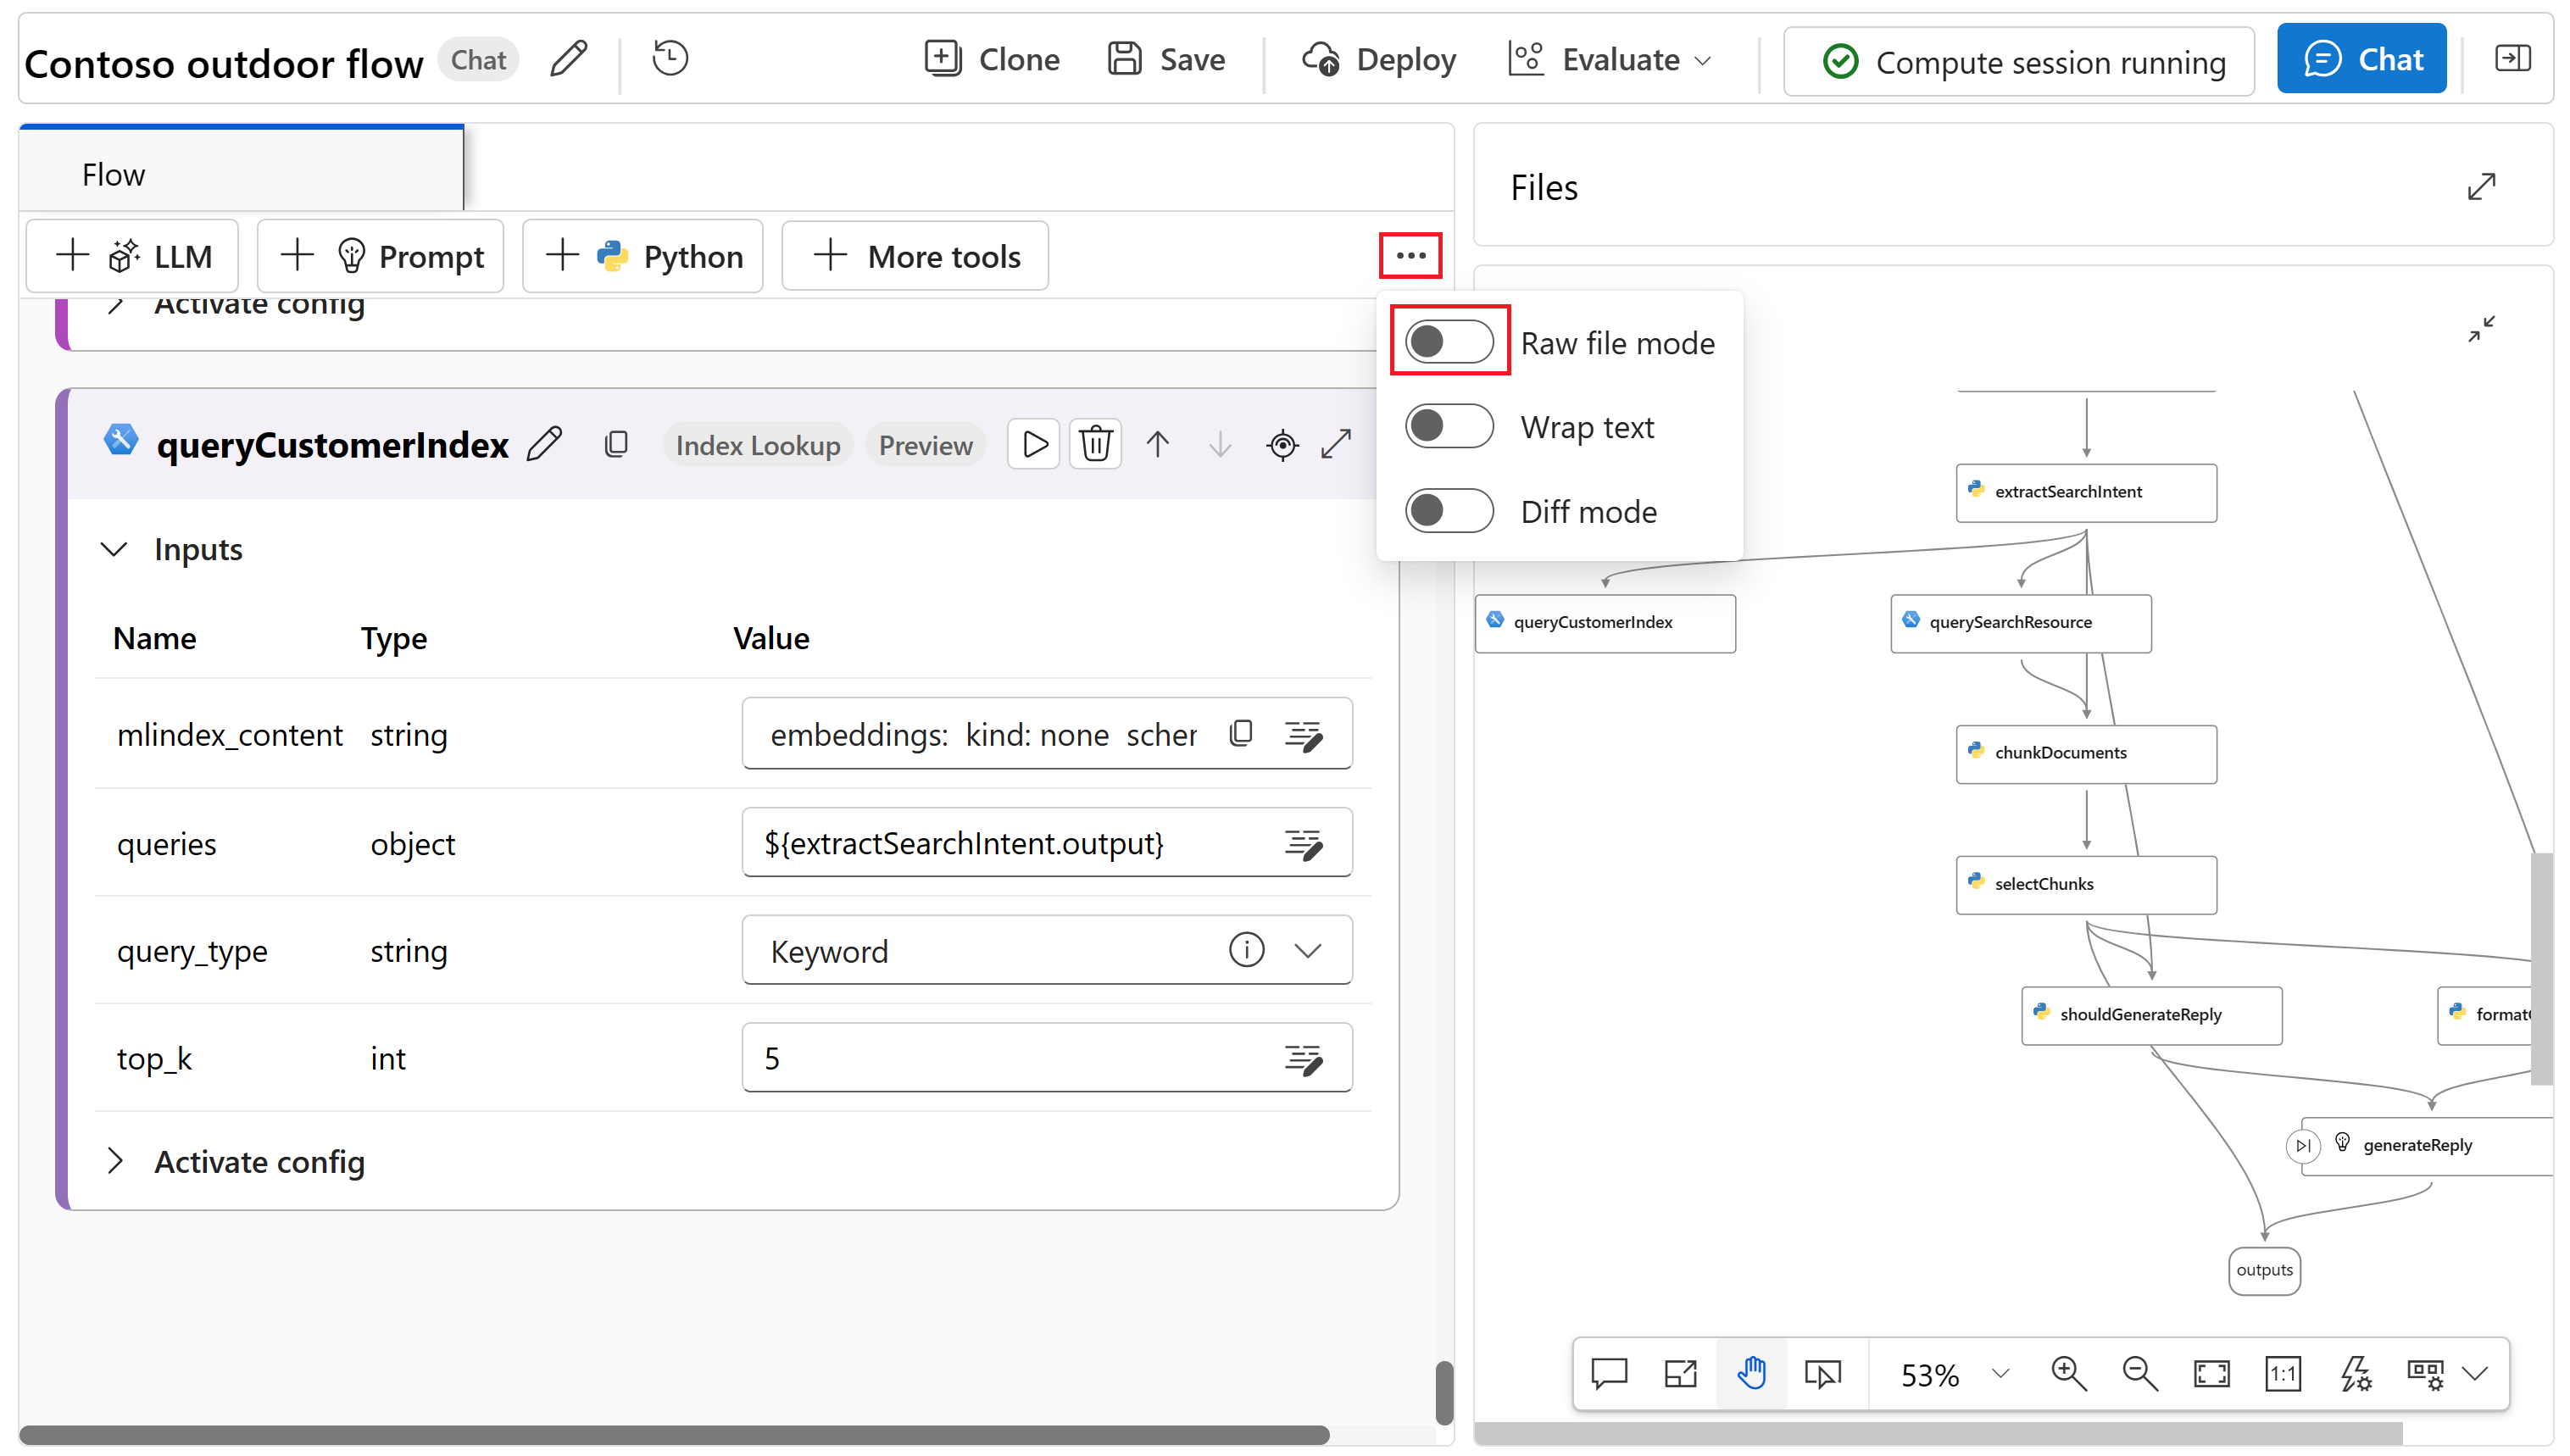 Contoso outdoor flow Chat Clone Save Deploy Evaluate Compute session running Chat
Flow
LLM Prompt Python More tools
Activate config
Raw file mode
Wrap text
Diff mode
queryCustomerIndex Index Lookup Preview
Inputs
Name Type Value
mlindex_content string embeddings: kind: none scher
queries object ${extractSearchIntent.output}
query_type string Keyword
top_k int 5
Activate config
Files
extractSearchIntent
queryCustomerIndex querySearchResource
chunkDocuments
selectChunks
shouldGenerateReply
generateReply
outputs
53% 1:1